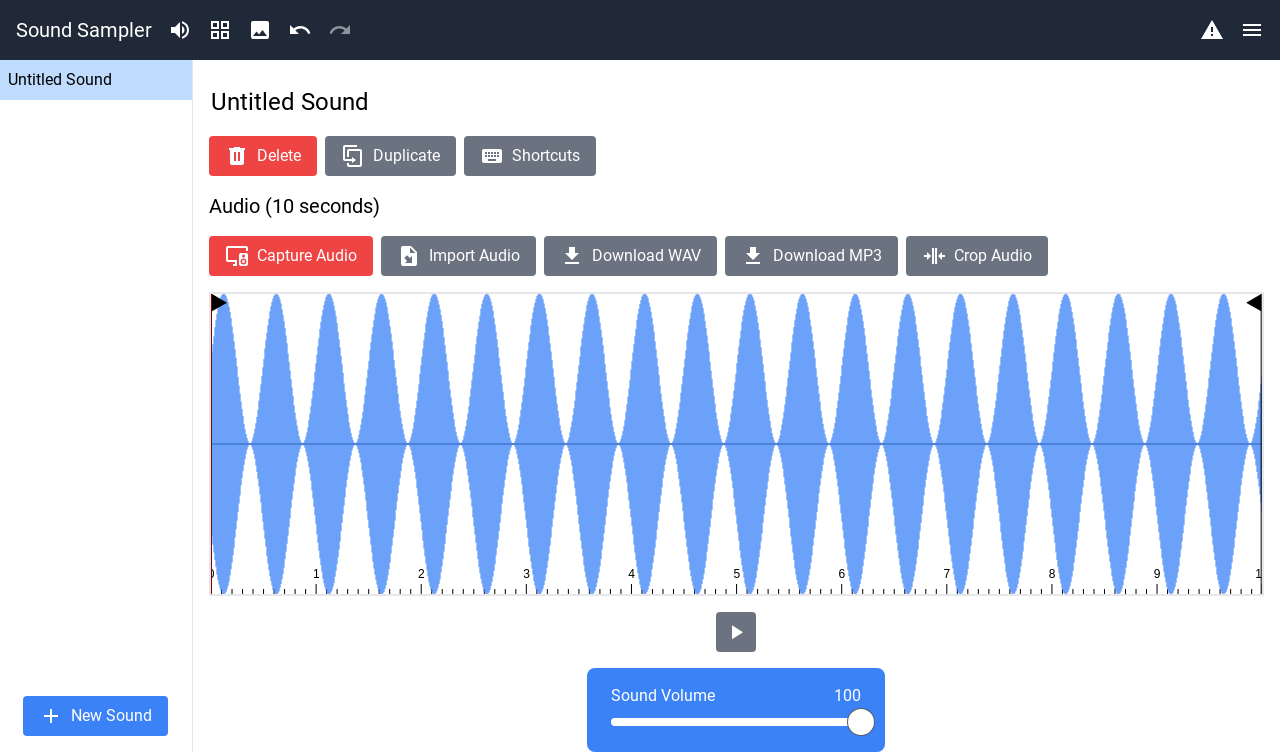 Sound Sampler
Untitled Sound
Untitled Sound
Delete Duplicate Shortcuts
Audio (10 seconds)
Capture Audio Import Audio Download WAV Download MP3 Crop Audio
0 1 2 3 4 5 6 7 8 9 1
Sound Volume 100
New Sound